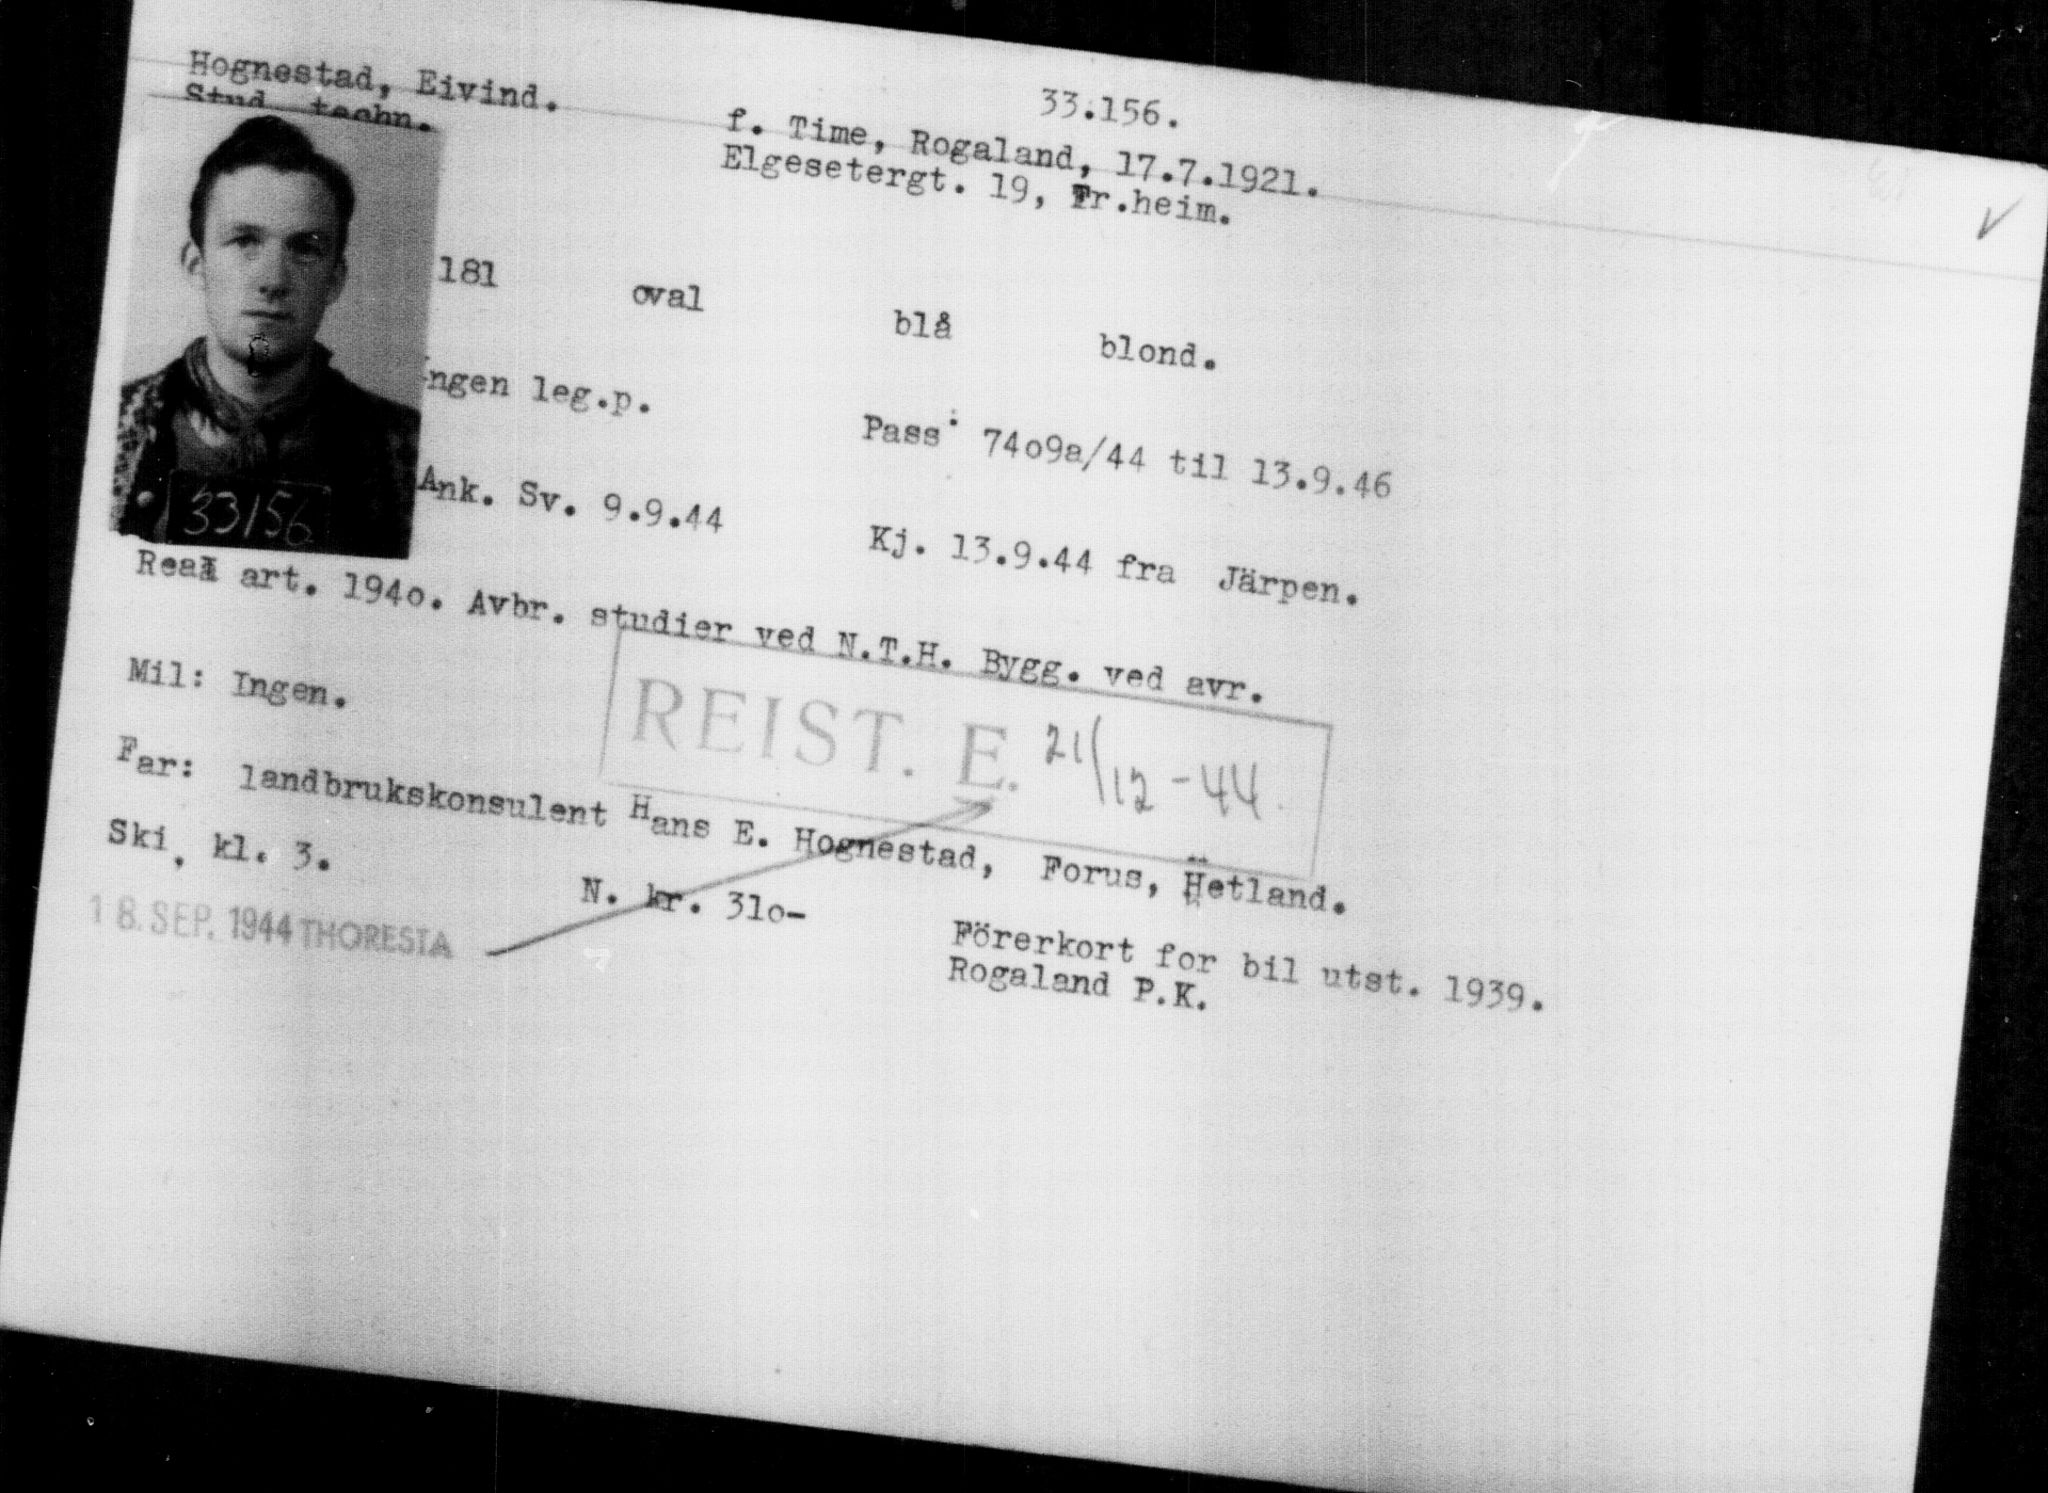 33.156.
Hognestad, Eivind.
Stud. techn.
f. Time, Rogaland, 17.7.1921.
Elgesetergt. 19, Tr.heim.
181 oval blå blond.
Ingen leg.p.
Pass: 74o9a/44 til 13.9.46
Ank. Sv. 9.9.44
Kj. 13.9.44 fra Järpen.
33156
Real art. 194o. Avbr. studier ved N.T.H. Bygg. ved avr.
Mil: Ingen.
REIST. E. 21/12-44.
Far: landbrukskonsulent Hans E. Hognestad, Forus, Hetland.
Ski, kl. 3.
N. kr. 31o-
18. SEP. 1944 THORESTA
Förerkort for bil utst. 1939.
Rogaland P.K.